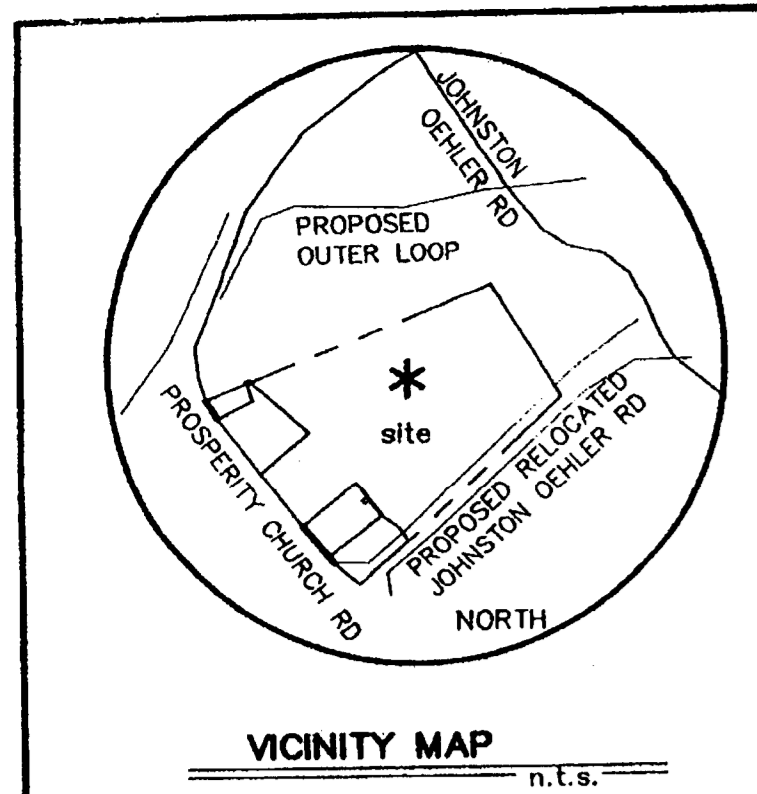 JOHNSTON
OEHLER RD
PROPOSED
OUTER LOOP
site
PROSPERITY CHURCH RD
PROPOSED RELOCATED
JOHNSTON OEHLER RD
NORTH
VICINITY MAP
n.t.s.